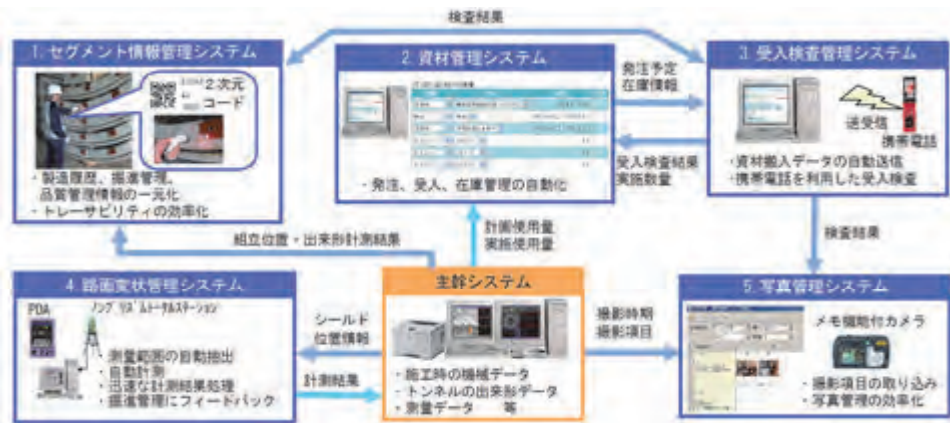 検査結果
1. セグメント情報管理システム
2次元
コード
・製造履歴、掘進管理、
品質管理情報の一元化
・トレーサビリティの効率化
2. 資材管理システム
・発注、受入、在庫管理の自動化
発注予定
在庫情報
受入検査結果
実施数量
3. 受入検査管理システム
送受信
携帯電話
・資材搬入データの自動送信
・携帯電話を利用した受入検査
組立位置・出来形計測結果
計画使用量
実施使用量
検査結果
4. 路面変状管理システム
PDA
ノンプリズムトータルステーション
・測量範囲の自動抽出
・自動計測
・迅速な計測結果処理
・掘進管理にフィードバック
シールド
位置情報
計測結果
主幹システム
・施工時の機械データ
・トンネルの出来形データ
・測量データ 等
撮影時期
撮影項目
5. 写真管理システム
メモ機能付カメラ
・撮影項目の取り込み
・写真管理の効率化